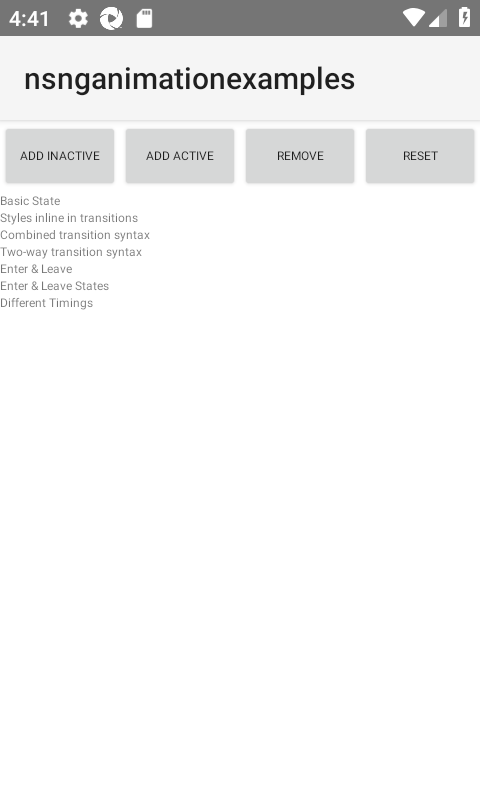 4:41
nsnganimationexamples
ADD INACTIVE ADD ACTIVE REMOVE RESET
Basic State
Styles inline in transitions
Combined transition syntax
Two-way transition syntax
Enter & Leave
Enter & Leave States
Different Timings